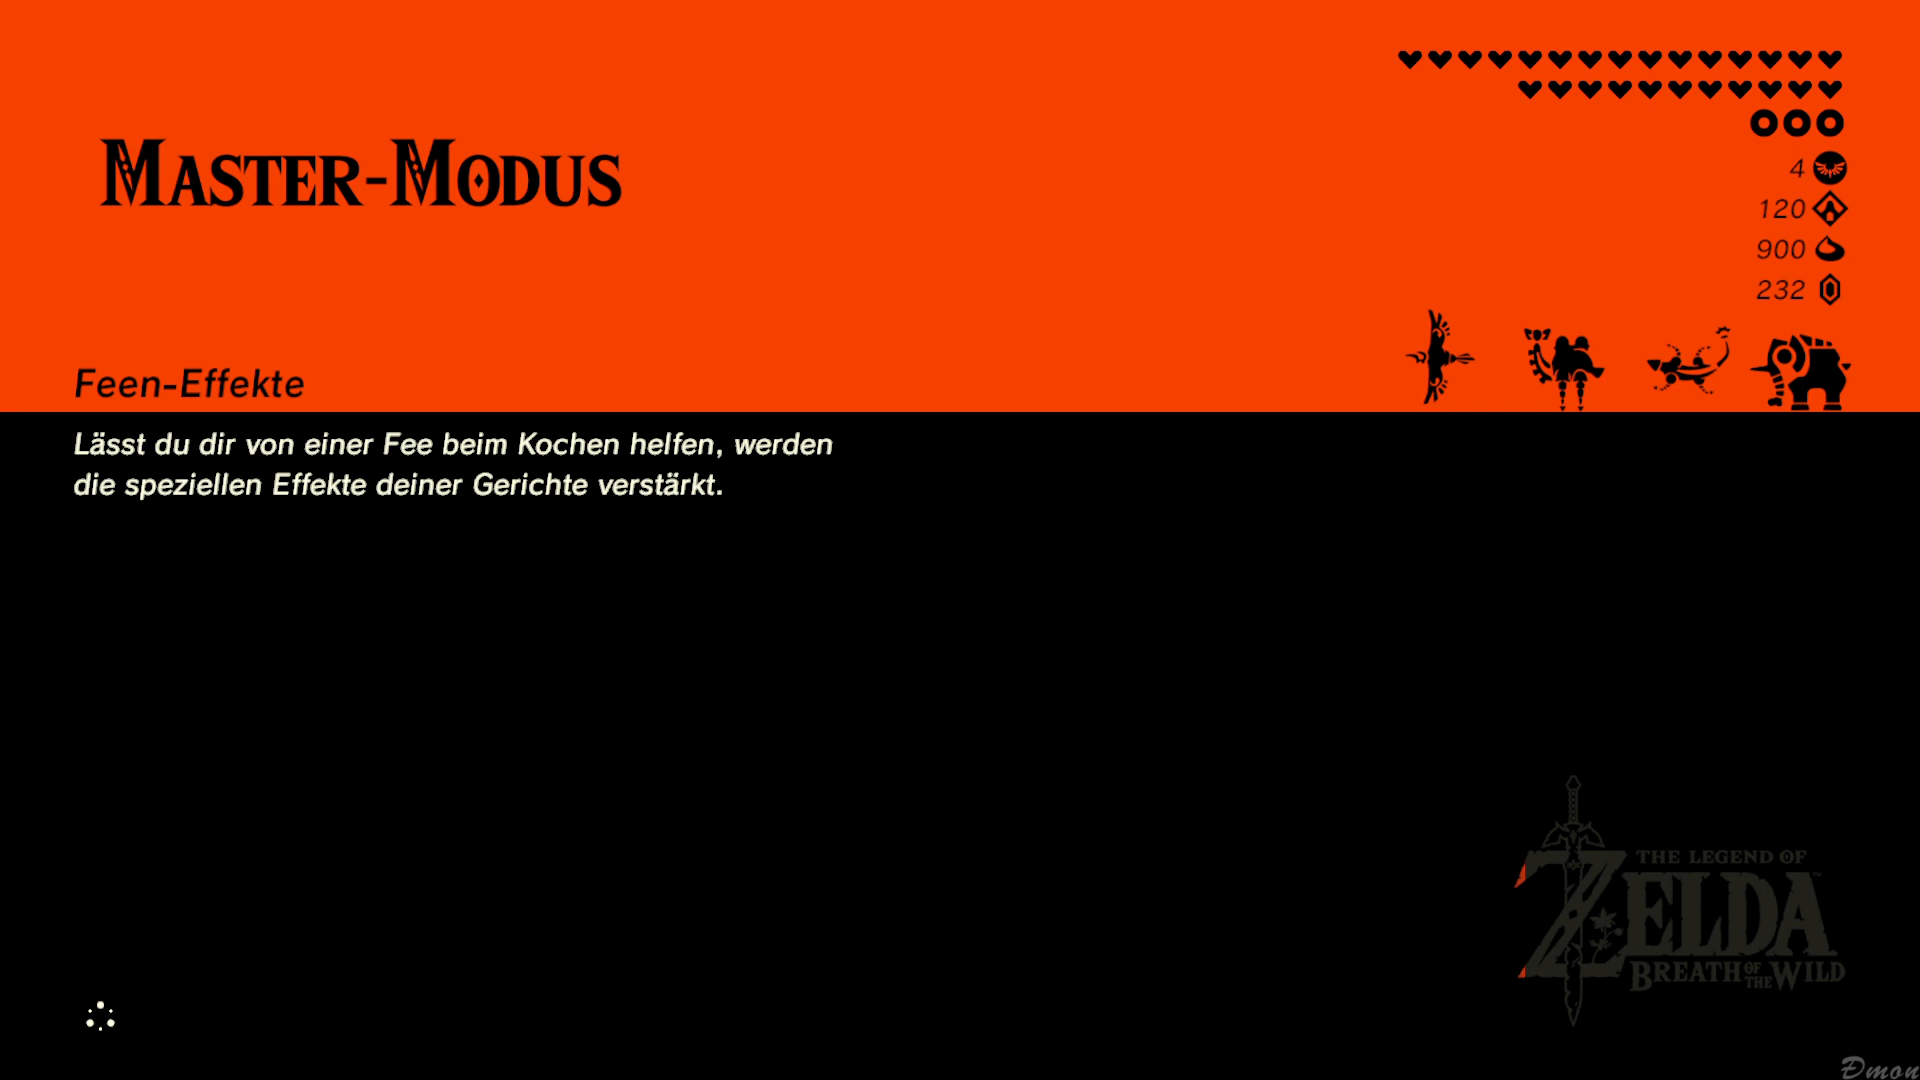 MASTER-MODUS
4
120
900
232
Feen-Effekte
Lässt du dir von einer Fee beim Kochen helfen, werden
die speziellen Effekte deiner Gerichte verstärkt.
THE LEGEND OF
ZELDA
BREATH OF THE WILD
Đmon